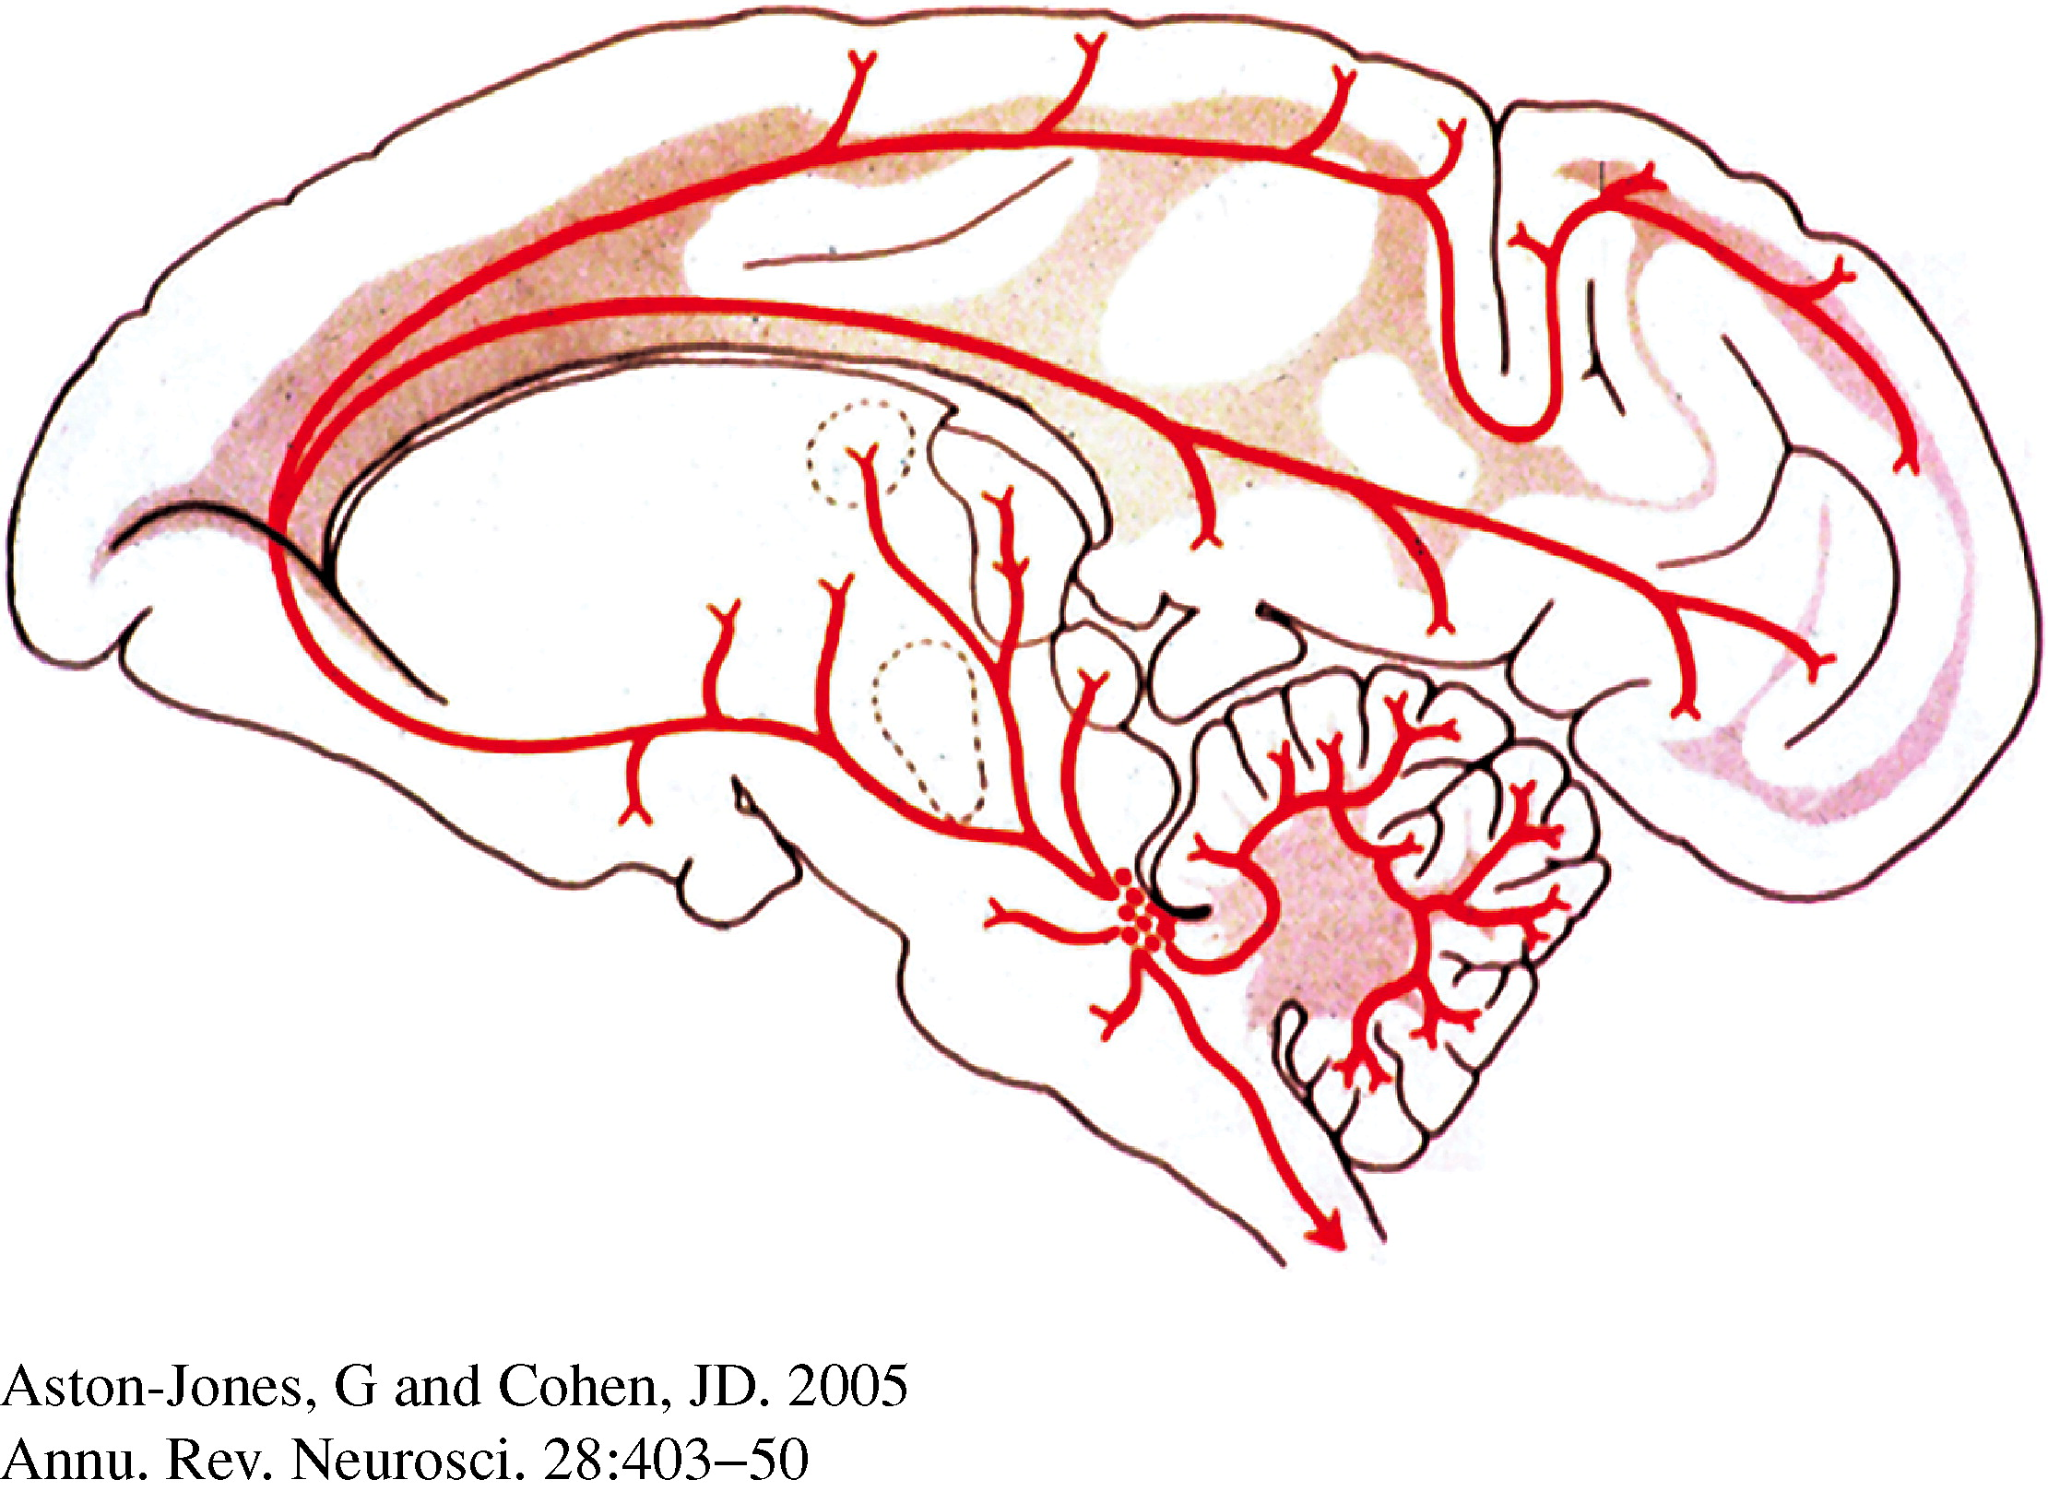 Aston-Jones, G and Cohen, JD. 2005
Annu. Rev. Neurosci. 28:403–50